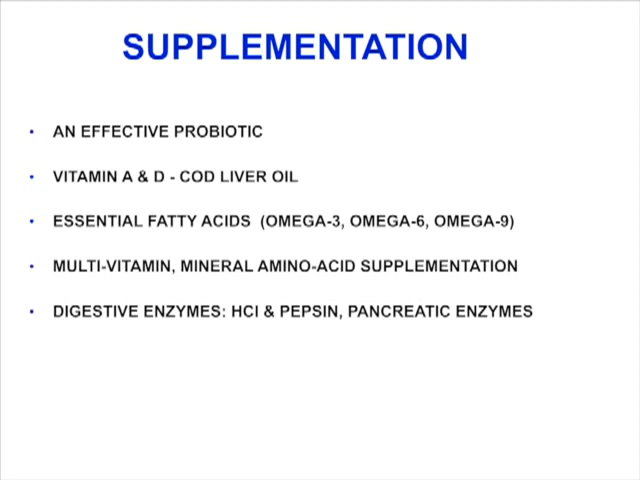 SUPPLEMENTATION
• AN EFFECTIVE PROBIOTIC
• VITAMIN A & D - COD LIVER OIL
• ESSENTIAL FATTY ACIDS (OMEGA-3, OMEGA-6, OMEGA-9)
• MULTI-VITAMIN, MINERAL AMINO-ACID SUPPLEMENTATION
• DIGESTIVE ENZYMES: HCl & PEPSIN, PANCREATIC ENZYMES